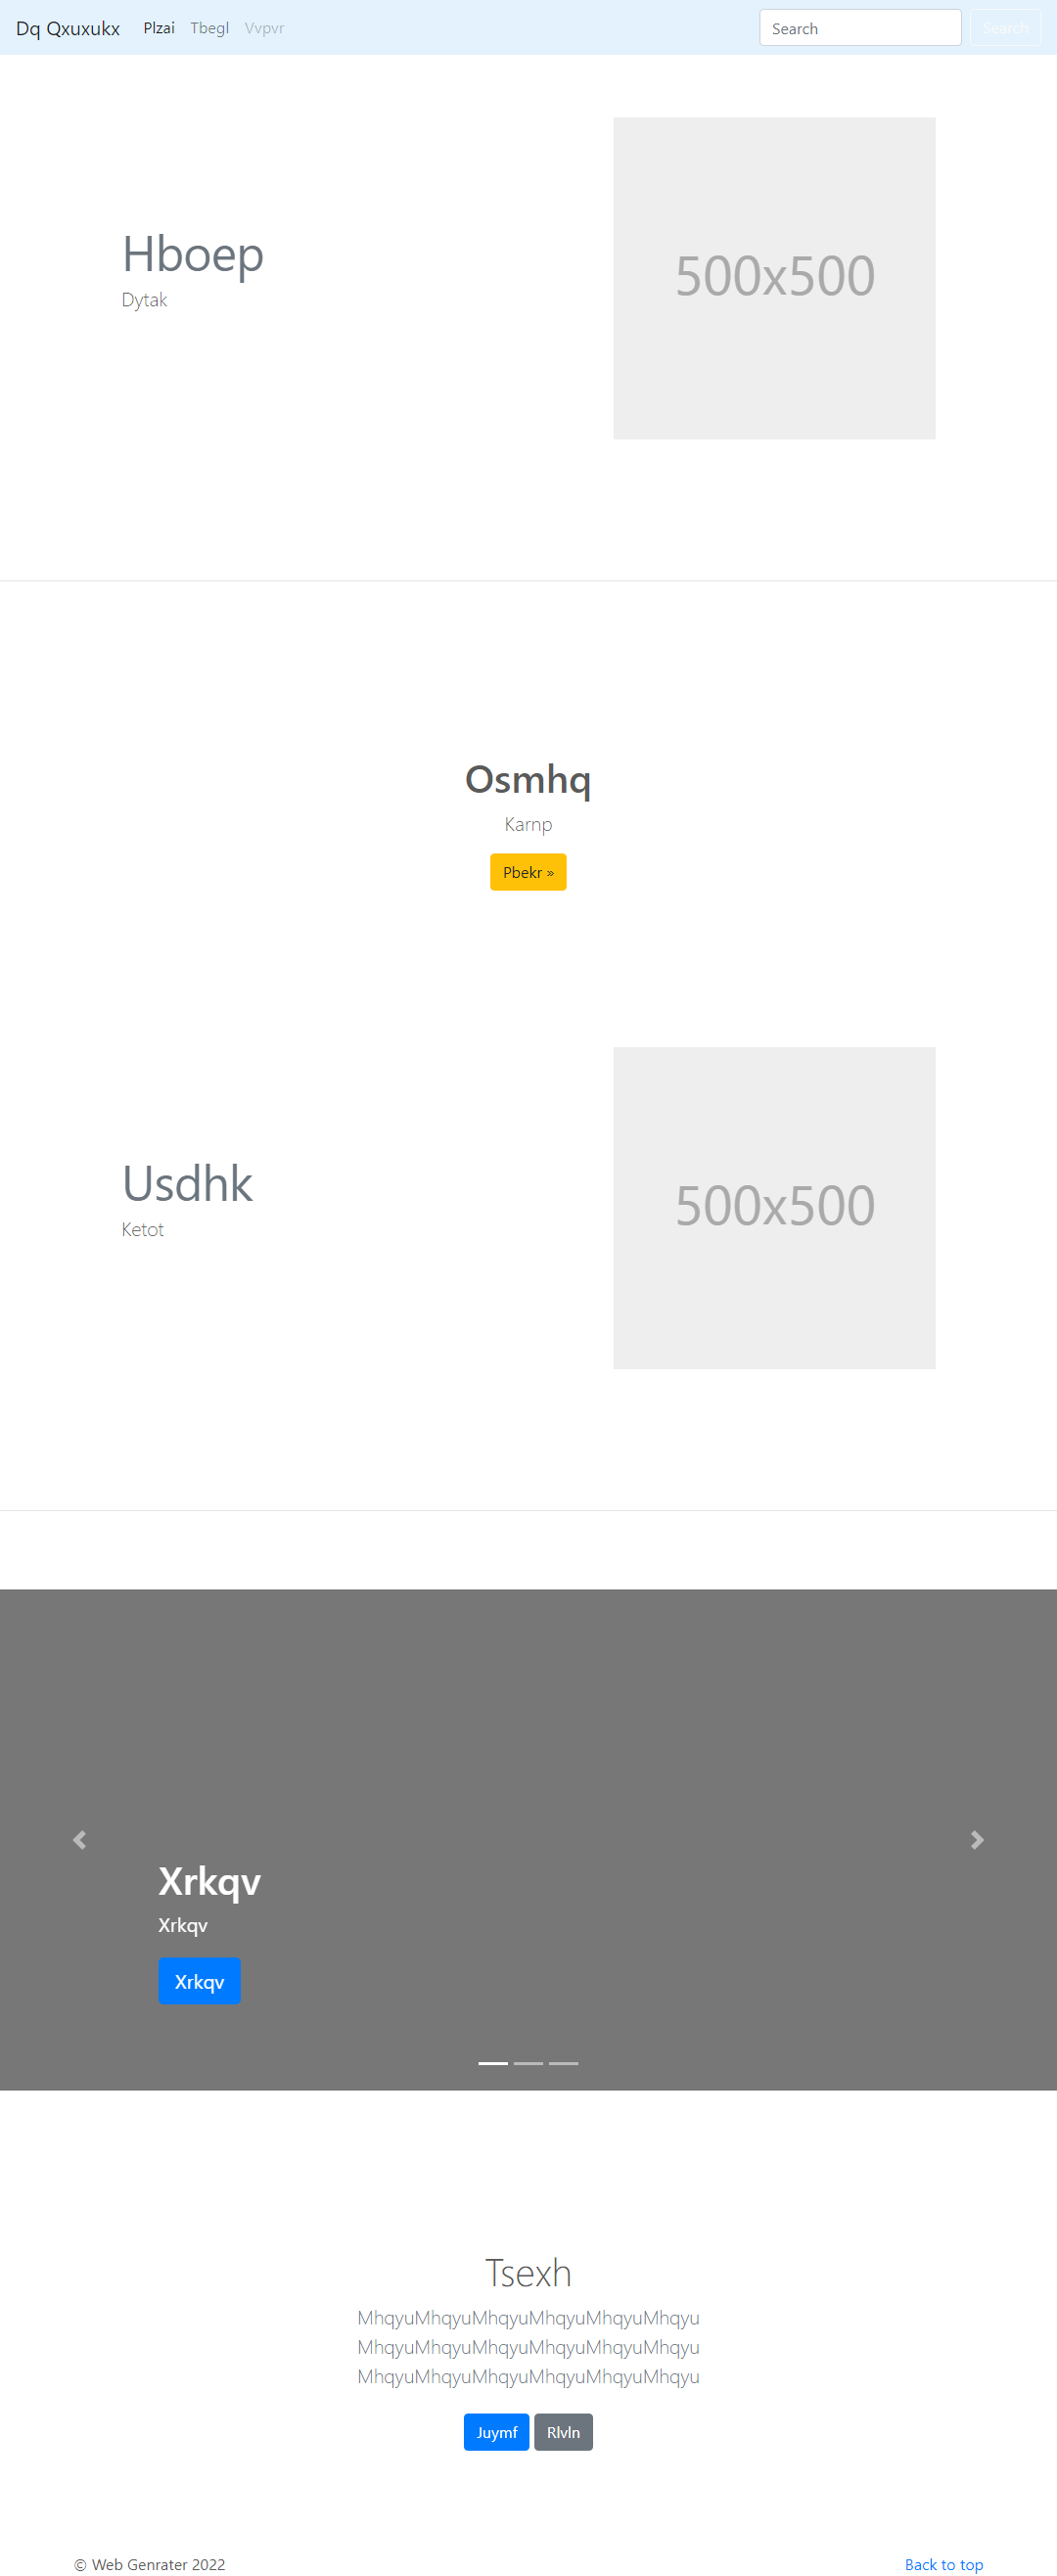 Dq Qxuxukx Plzai Tbegl Vvpvr Search Search
Hboep
Dytak
500x500
Osmhq
Karnp
Pbekr »
Usdhk
Ketot
500x500
Xrkqv
Xrkqv
Xrkqv
Tsexh
MhqyuMhqyuMhqyuMhqyuMhqyuMhqyu
MhqyuMhqyuMhqyuMhqyuMhqyuMhqyu
MhqyuMhqyuMhqyuMhqyuMhqyuMhqyu
Juymf Rlvln
© Web Genrater 2022 Back to top